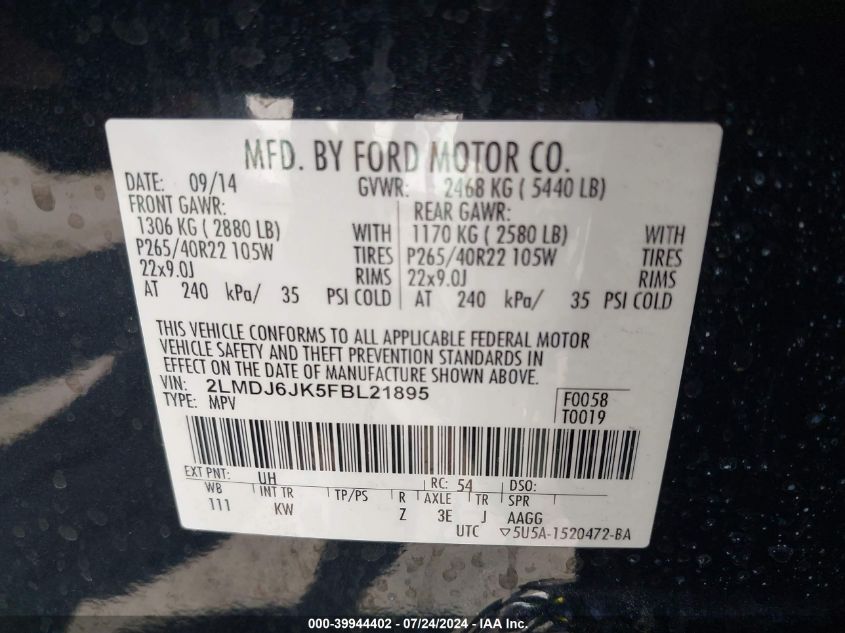 MFD. BY FORD MOTOR CO.
DATE: 09/14 GVWR: 2468 KG ( 5440 LB)
FRONT GAWR: REAR GAWR:
1306 KG ( 2880 LB) WITH 1170 KG ( 2580 LB) WITH
P265/40R22 105W TIRES P265/40R22 105W TIRES
22x9.0J RIMS 22x9.0J RIMS
AT 240 kPa/ 35 PSI COLD AT 240 kPa/ 35 PSI COLD
THIS VEHICLE CONFORMS TO ALL APPLICABLE FEDERAL MOTOR
VEHICLE SAFETY AND THEFT PREVENTION STANDARDS IN
EFFECT ON THE DATE OF MANUFACTURE SHOWN ABOVE.
VIN: 2LMDJ6JK5FBL21895 F0058
TYPE: MPV T0019
EXT PNT: UH RC: 54 DSO:
WB INT TR TP/PS R AXLE TR SPR
111 KW Z 3E J AAGG
UTC ▽5U5A-1520472-BA
000-39944402 - 07/24/2024 - IAA Inc.